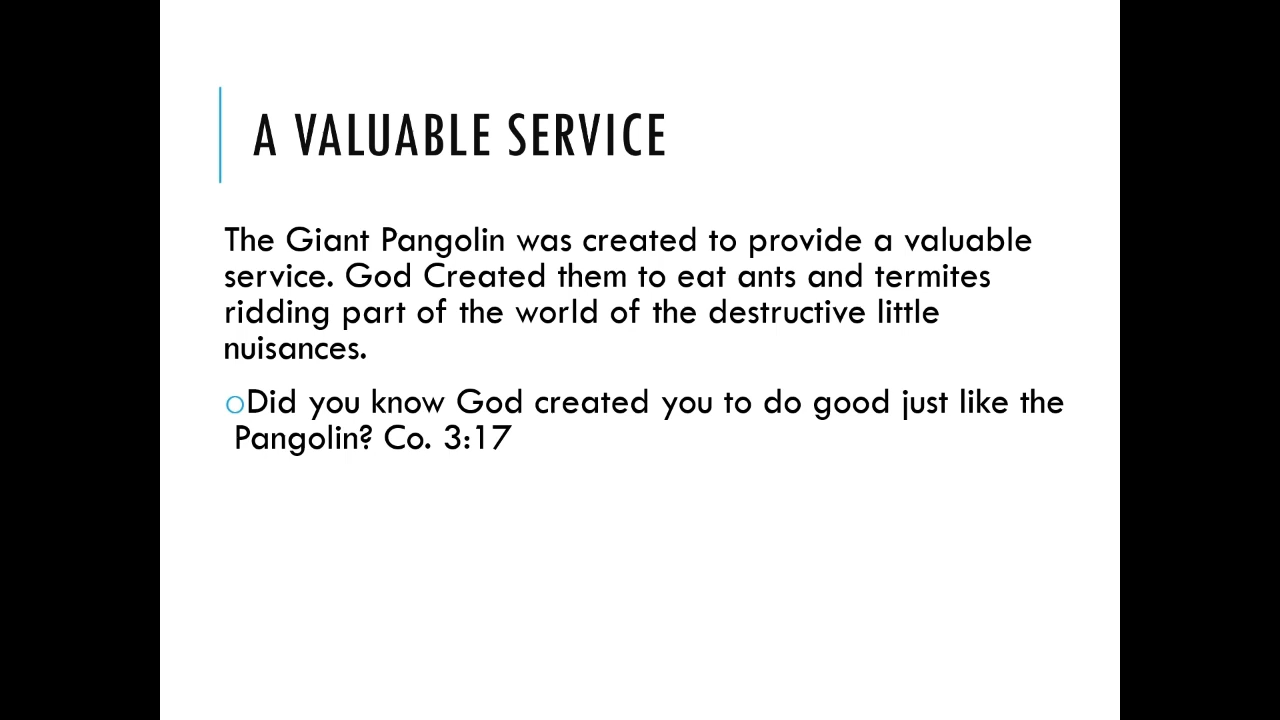 A VALUABLE SERVICE
The Giant Pangolin was created to provide a valuable
service. God Created them to eat ants and termites
ridding part of the world of the destructive little
nuisances.
oDid you know God created you to do good just like the
Pangolin? Co. 3:17